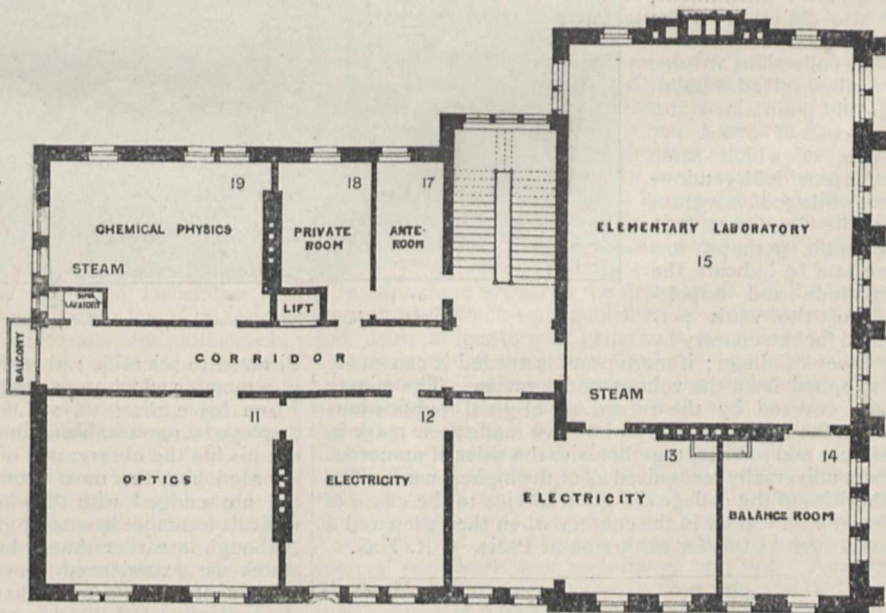 19
18
17
CHEMICAL PHYSICS
PRIVATE
ROOM
ANTE-
ROOM
ELEMENTARY LABORATORY
15
STEAM
LIFT
BALCONY
CORRIDOR
STEAM
12
13
14
OPTICS
ELECTRICITY
ELECTRICITY
BALANCE ROOM